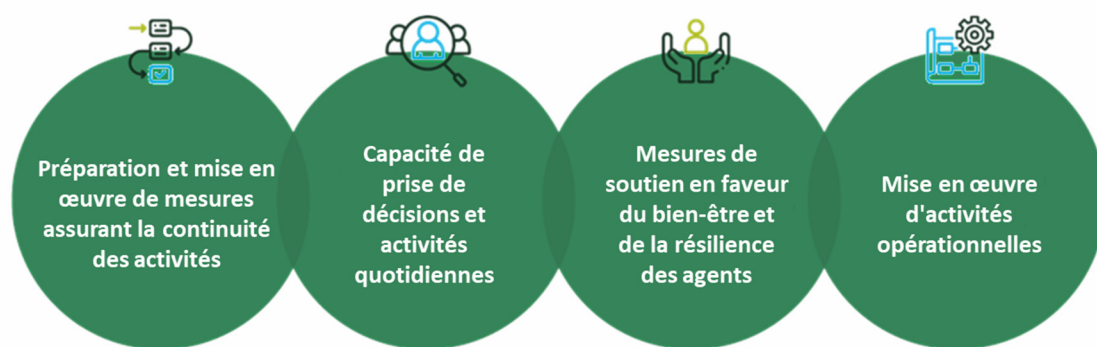 Préparation et mise en
œuvre de mesures
assurant la continuité
des activités
Capacité de
prise de
décisions et
activités
quotidiennes
Mesures de
soutien en faveur
du bien-être et
de la résilience
des agents
Mise en œuvre
d'activités
opérationnelles